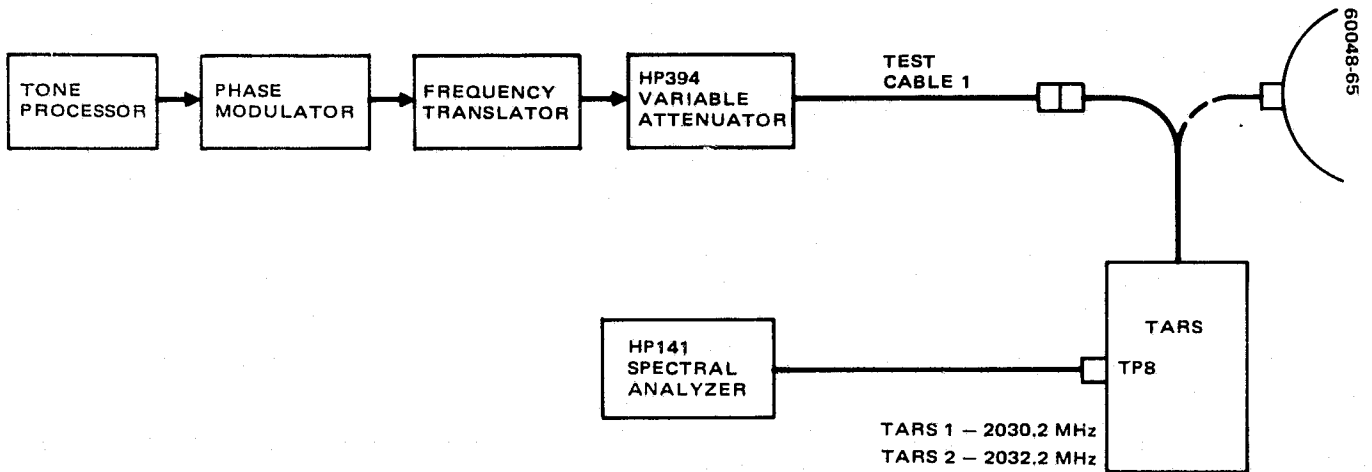 TONE
PROCESSOR
PHASE
MODULATOR
FREQUENCY
TRANSLATOR
HP394
VARIABLE
ATTENUATOR
TEST
CABLE 1
60048-65
HP141
SPECTRAL
ANALYZER
TARS
TP8
TARS 1 — 2030.2 MHz
TARS 2 — 2032.2 MHz